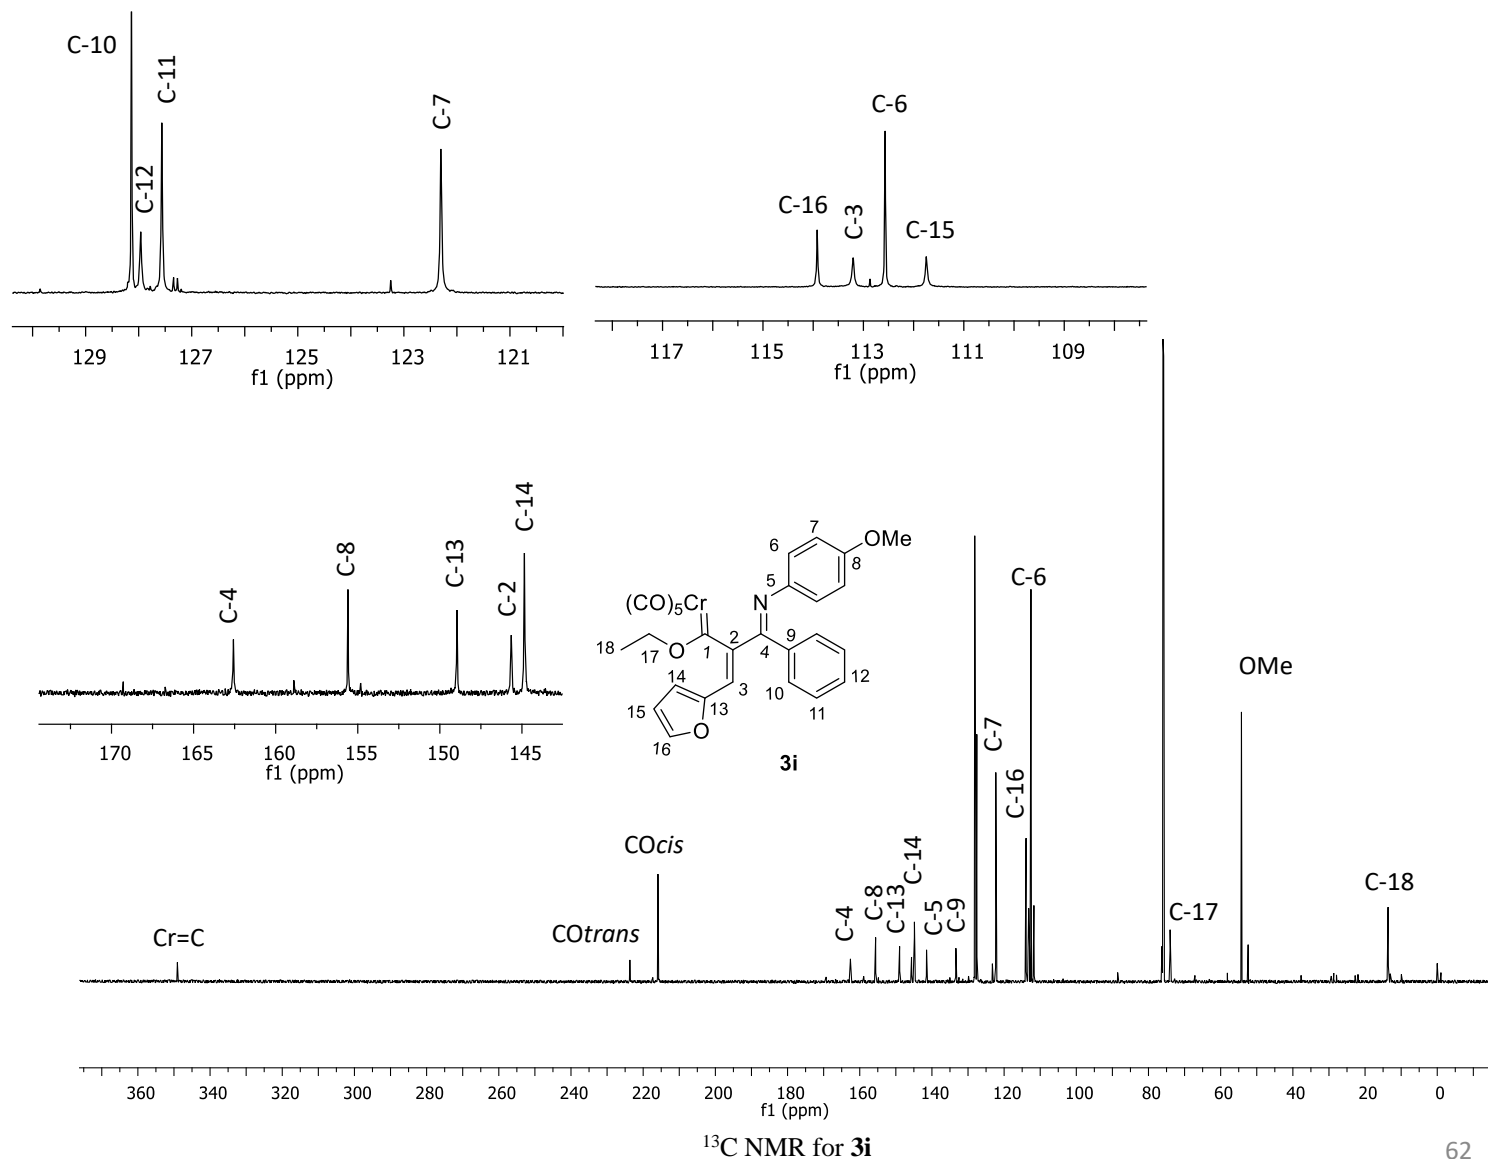 C-10
C-12
C-11
C-7
129 127 125 123 121
f1 (ppm)
C-16
C-3
C-6
C-15
117 115 113 111 109
f1 (ppm)
C-4
C-8
C-13
C-2
C-14
170 165 160 155 150 145
f1 (ppm)
7
OMe
6
8
5
N
(CO)5Cr
18
17
O
1
2
9
4
12
10
11
14
3
15
13
O
16
3i
Cr=C
COtrans
COcis
C-4
C-8
C-13
C-14
C-5
C-9
C-7
C-16
C-6
C-17
OMe
C-18
360 340 320 300 280 260 240 220 200 180 160 140 120 100 80 60 40 20 0
f1 (ppm)
13C NMR for 3i
62